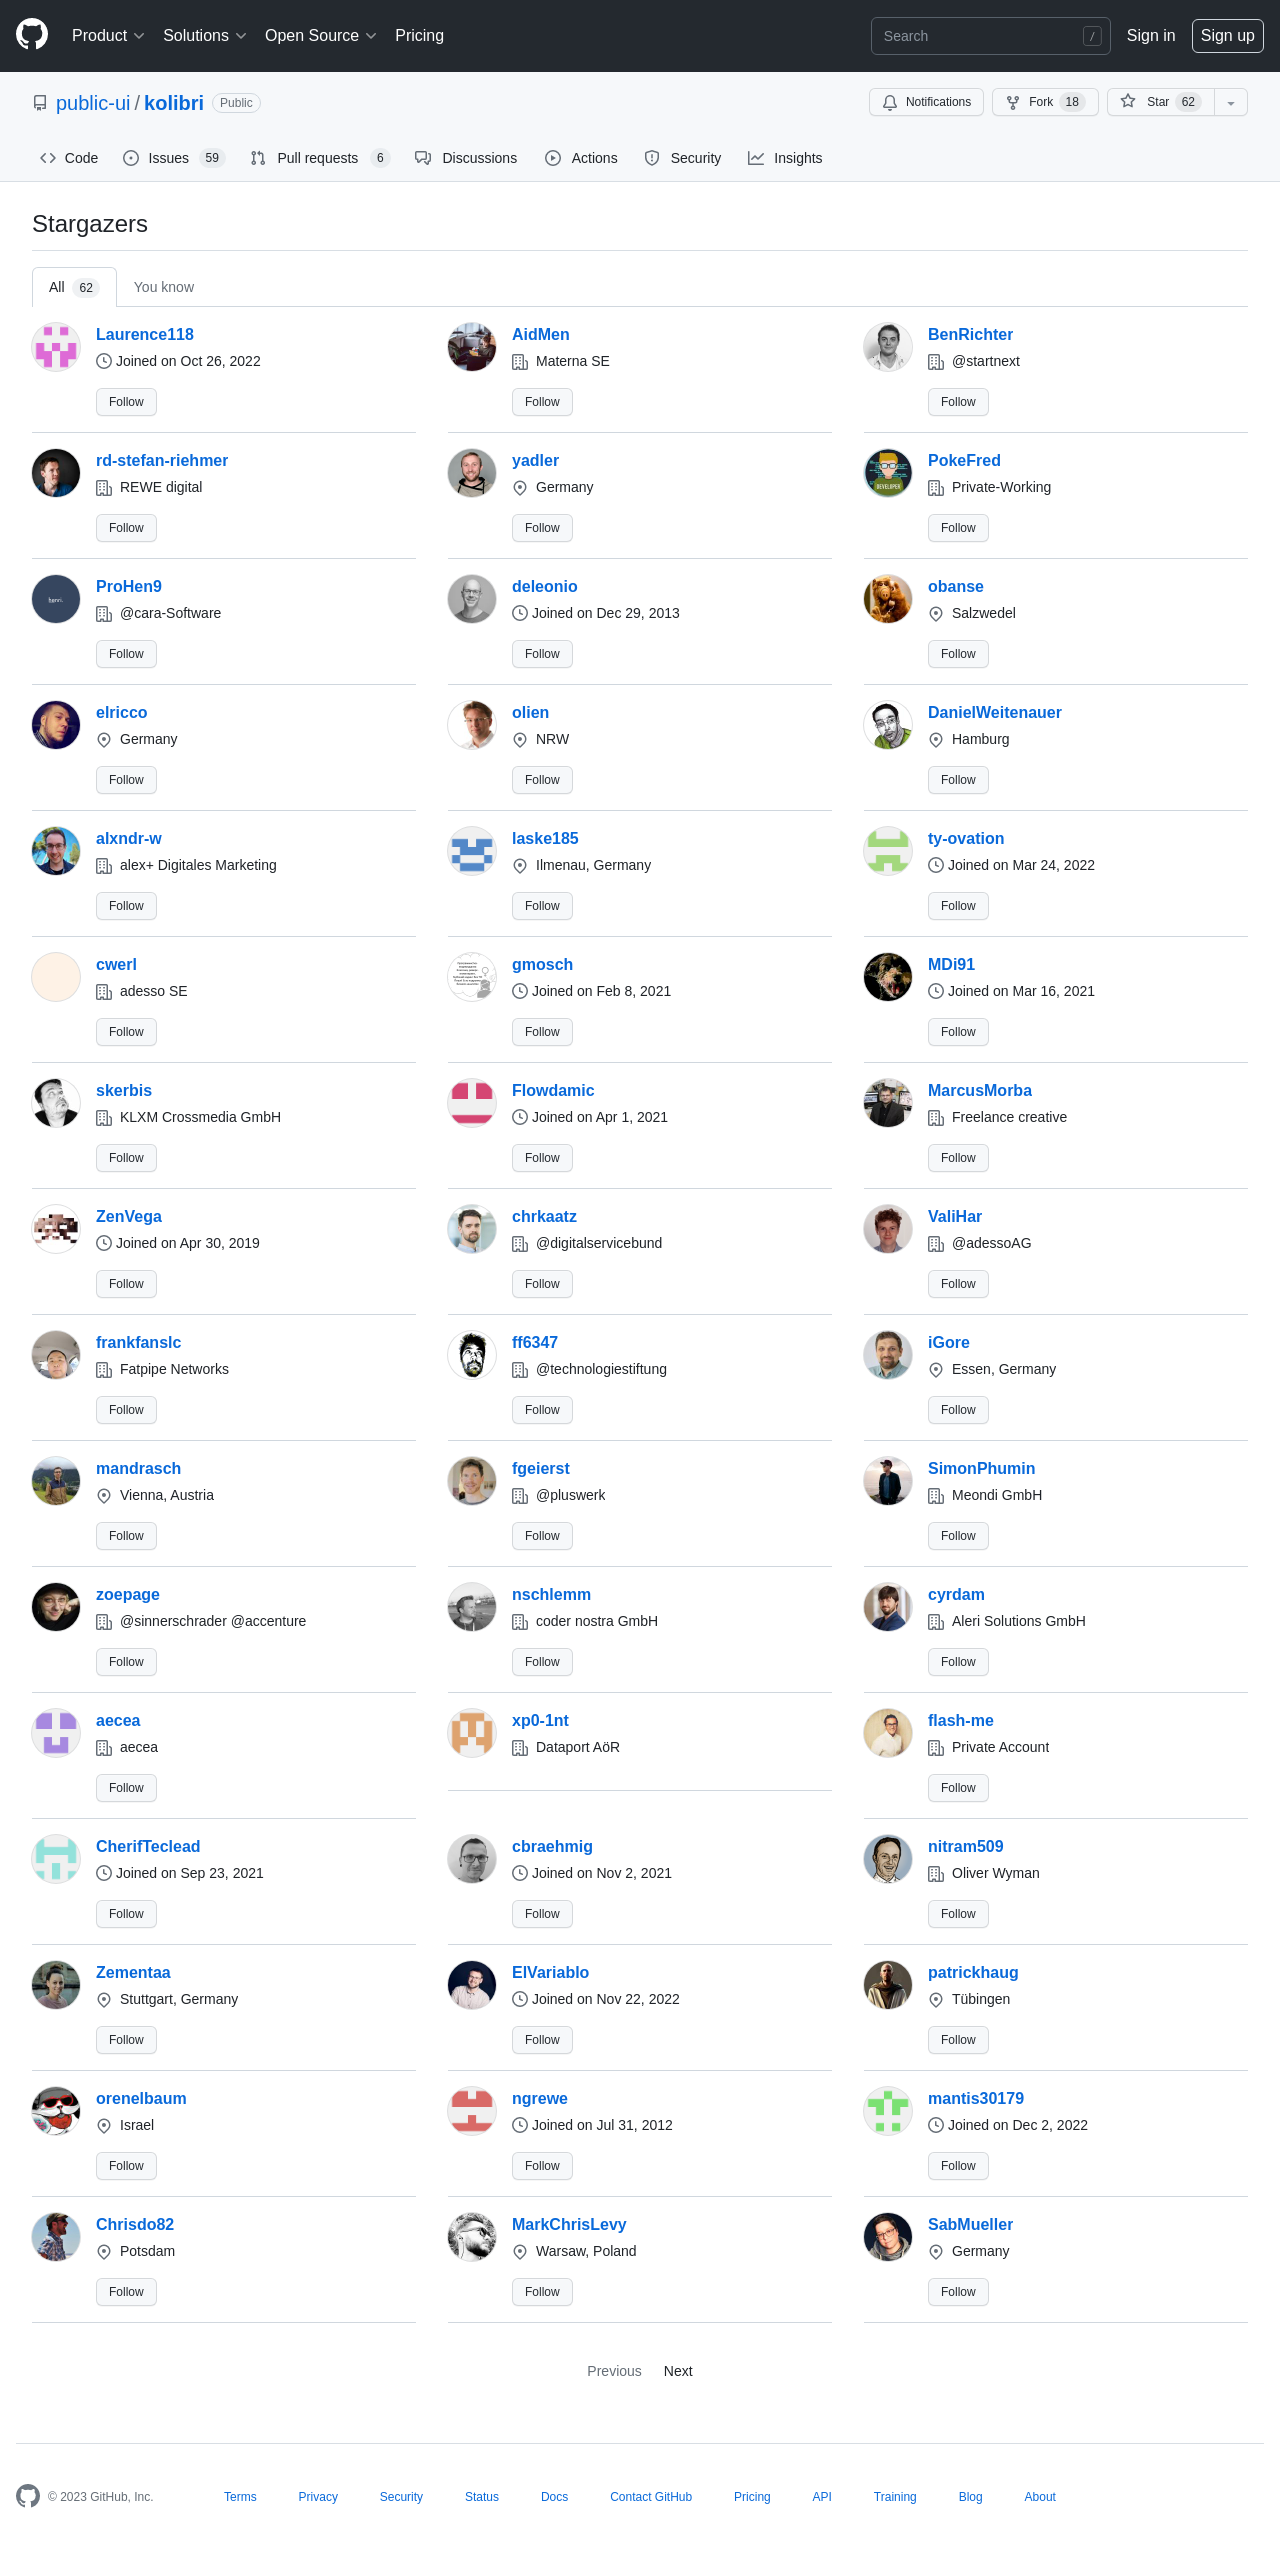 Product Solutions Open Source Pricing Search / Sign in Sign up
public-ui / kolibri Public Notifications Fork 18 Star 62
Code Issues 59 Pull requests 6 Discussions Actions Security Insights
Stargazers
All 62 You know
Laurence118 AidMen BenRichter
Joined on Oct 26, 2022 Materna SE @startnext
Follow Follow Follow
rd-stefan-riehmer yadler PokeFred
REWE digital Germany Private-Working
Follow Follow Follow
ProHen9 deleonio obanse
@cara-Software Joined on Dec 29, 2013 Salzwedel
Follow Follow Follow
elricco olien DanielWeitenauer
Germany NRW Hamburg
Follow Follow Follow
alxndr-w laske185 ty-ovation
alex+ Digitales Marketing Ilmenau, Germany Joined on Mar 24, 2022
Follow Follow Follow
cwerl gmosch MDi91
adesso SE Joined on Feb 8, 2021 Joined on Mar 16, 2021
Follow Follow Follow
skerbis Flowdamic MarcusMorba
KLXM Crossmedia GmbH Joined on Apr 1, 2021 Freelance creative
Follow Follow Follow
ZenVega chrkaatz ValiHar
Joined on Apr 30, 2019 @digitalservicebund @adessoAG
Follow Follow Follow
frankfanslc ff6347 iGore
Fatpipe Networks @technologiestiftung Essen, Germany
Follow Follow Follow
mandrasch fgeierst SimonPhumin
Vienna, Austria @pluswerk Meondi GmbH
Follow Follow Follow
zoepage nschlemm cyrdam
@sinnerschrader @accenture coder nostra GmbH Aleri Solutions GmbH
Follow Follow Follow
aecea xp0-1nt flash-me
aecea Dataport AöR Private Account
Follow Follow
CherifTeclead cbraehmig nitram509
Joined on Sep 23, 2021 Joined on Nov 2, 2021 Oliver Wyman
Follow Follow Follow
Zementaa ElVariablo patrickhaug
Stuttgart, Germany Joined on Nov 22, 2022 Tübingen
Follow Follow Follow
orenelbaum ngrewe mantis30179
Israel Joined on Jul 31, 2012 Joined on Dec 2, 2022
Follow Follow Follow
Chrisdo82 MarkChrisLevy SabMueller
Potsdam Warsaw, Poland Germany
Follow Follow Follow
Previous Next
© 2023 GitHub, Inc. Terms Privacy Security Status Docs Contact GitHub Pricing API Training Blog About